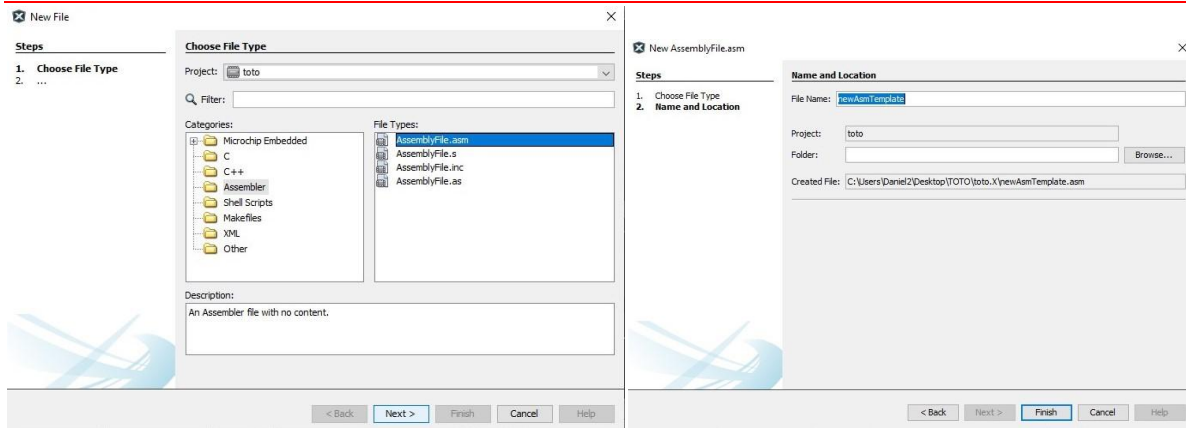 New File
Steps
1. Choose File Type
2. ...
Choose File Type
Project: toto
Filter:
Categories:
Microchip Embedded
C
C++
Assembler
Shell Scripts
Makefiles
XML
Other
File Types:
AssemblyFile.asm
AssemblyFile.s
AssemblyFile.inc
AssemblyFile.as
Description:
An Assembler file with no content.
< Back Next > Finish Cancel Help
New AssemblyFile.asm
Steps
1. Choose File Type
2. Name and Location
Name and Location
File Name: newAsmTemplate
Project: toto
Folder: Browse...
Created File: C:\Users\Daniel2\Desktop\TOTO\toto.X\newAsmTemplate.asm
< Back Next > Finish Cancel Help